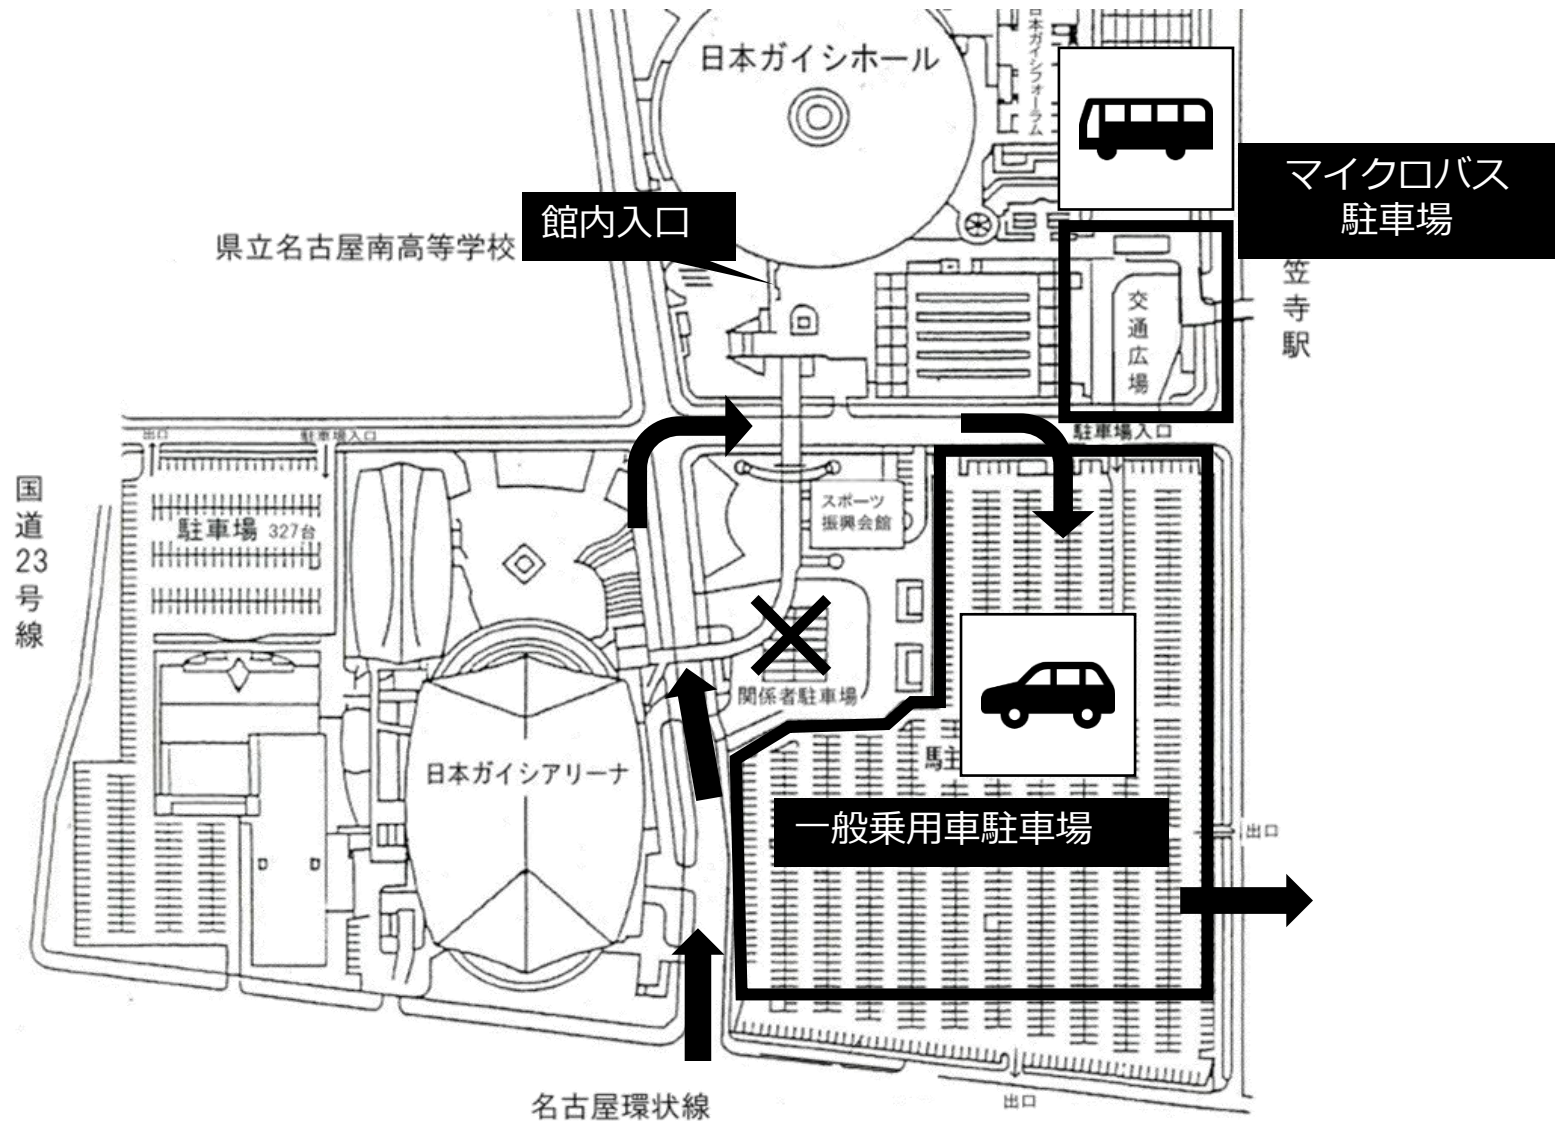 日本ガイシホール
日本ガイシフォーラム
マイクロバス
駐車場
館内入口
県立名古屋南高等学校
笠寺駅
交通広場
出口
駐車場入口
駐車場入口
国道23号線
駐車場 327台
スポーツ
振興会館
関係者駐車場
日本ガイシアリーナ
駐
一般乗用車駐車場
出口
出口
名古屋環状線